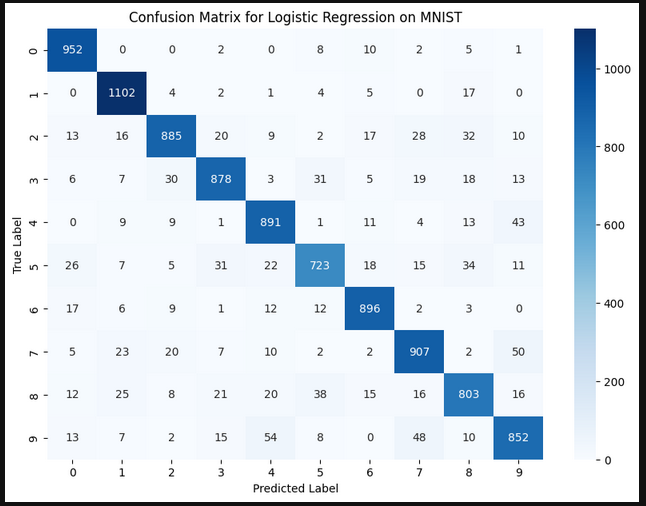 Confusion Matrix for Logistic Regression on MNIST
0 952 0 0 2 0 8 10 2 5 1
1 0 1102 4 2 1 4 5 0 17 0
2 13 16 885 20 9 2 17 28 32 10
3 6 7 30 878 3 31 5 19 18 13
4 0 9 9 1 891 1 11 4 13 43
5 26 7 5 31 22 723 18 15 34 11
6 17 6 9 1 12 12 896 2 3 0
7 5 23 20 7 10 2 2 907 2 50
8 12 25 8 21 20 38 15 16 803 16
9 13 7 2 15 54 8 0 48 10 852
0 1 2 3 4 5 6 7 8 9
Predicted Label
True Label
1000
800
600
400
200
0